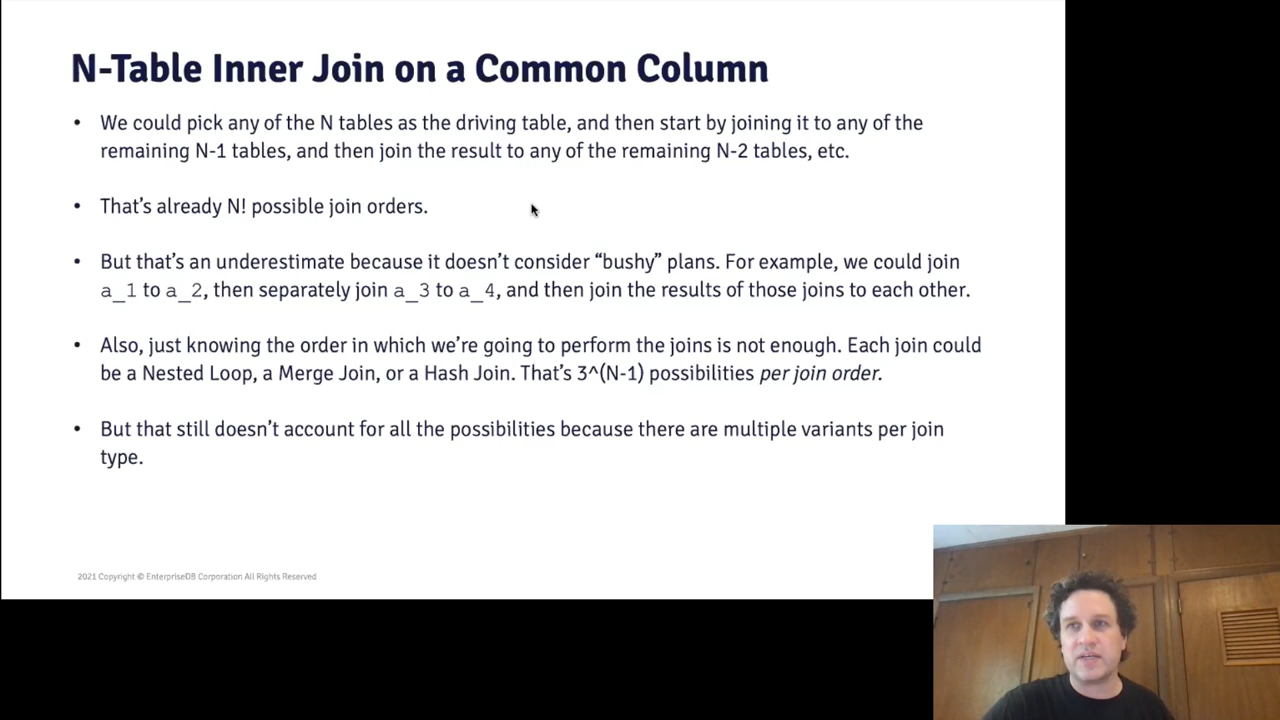 N-Table Inner Join on a Common Column
• We could pick any of the N tables as the driving table, and then start by joining it to any of the
remaining N-1 tables, and then join the result to any of the remaining N-2 tables, etc.
• That’s already N! possible join orders.
• But that’s an underestimate because it doesn’t consider “bushy” plans. For example, we could join
a_1 to a_2, then separately join a_3 to a_4, and then join the results of those joins to each other.
• Also, just knowing the order in which we’re going to perform the joins is not enough. Each join could
be a Nested Loop, a Merge Join, or a Hash Join. That’s 3^(N-1) possibilities per join order.
• But that still doesn’t account for all the possibilities because there are multiple variants per join
type.
2021 Copyright © EnterpriseDB Corporation All Rights Reserved